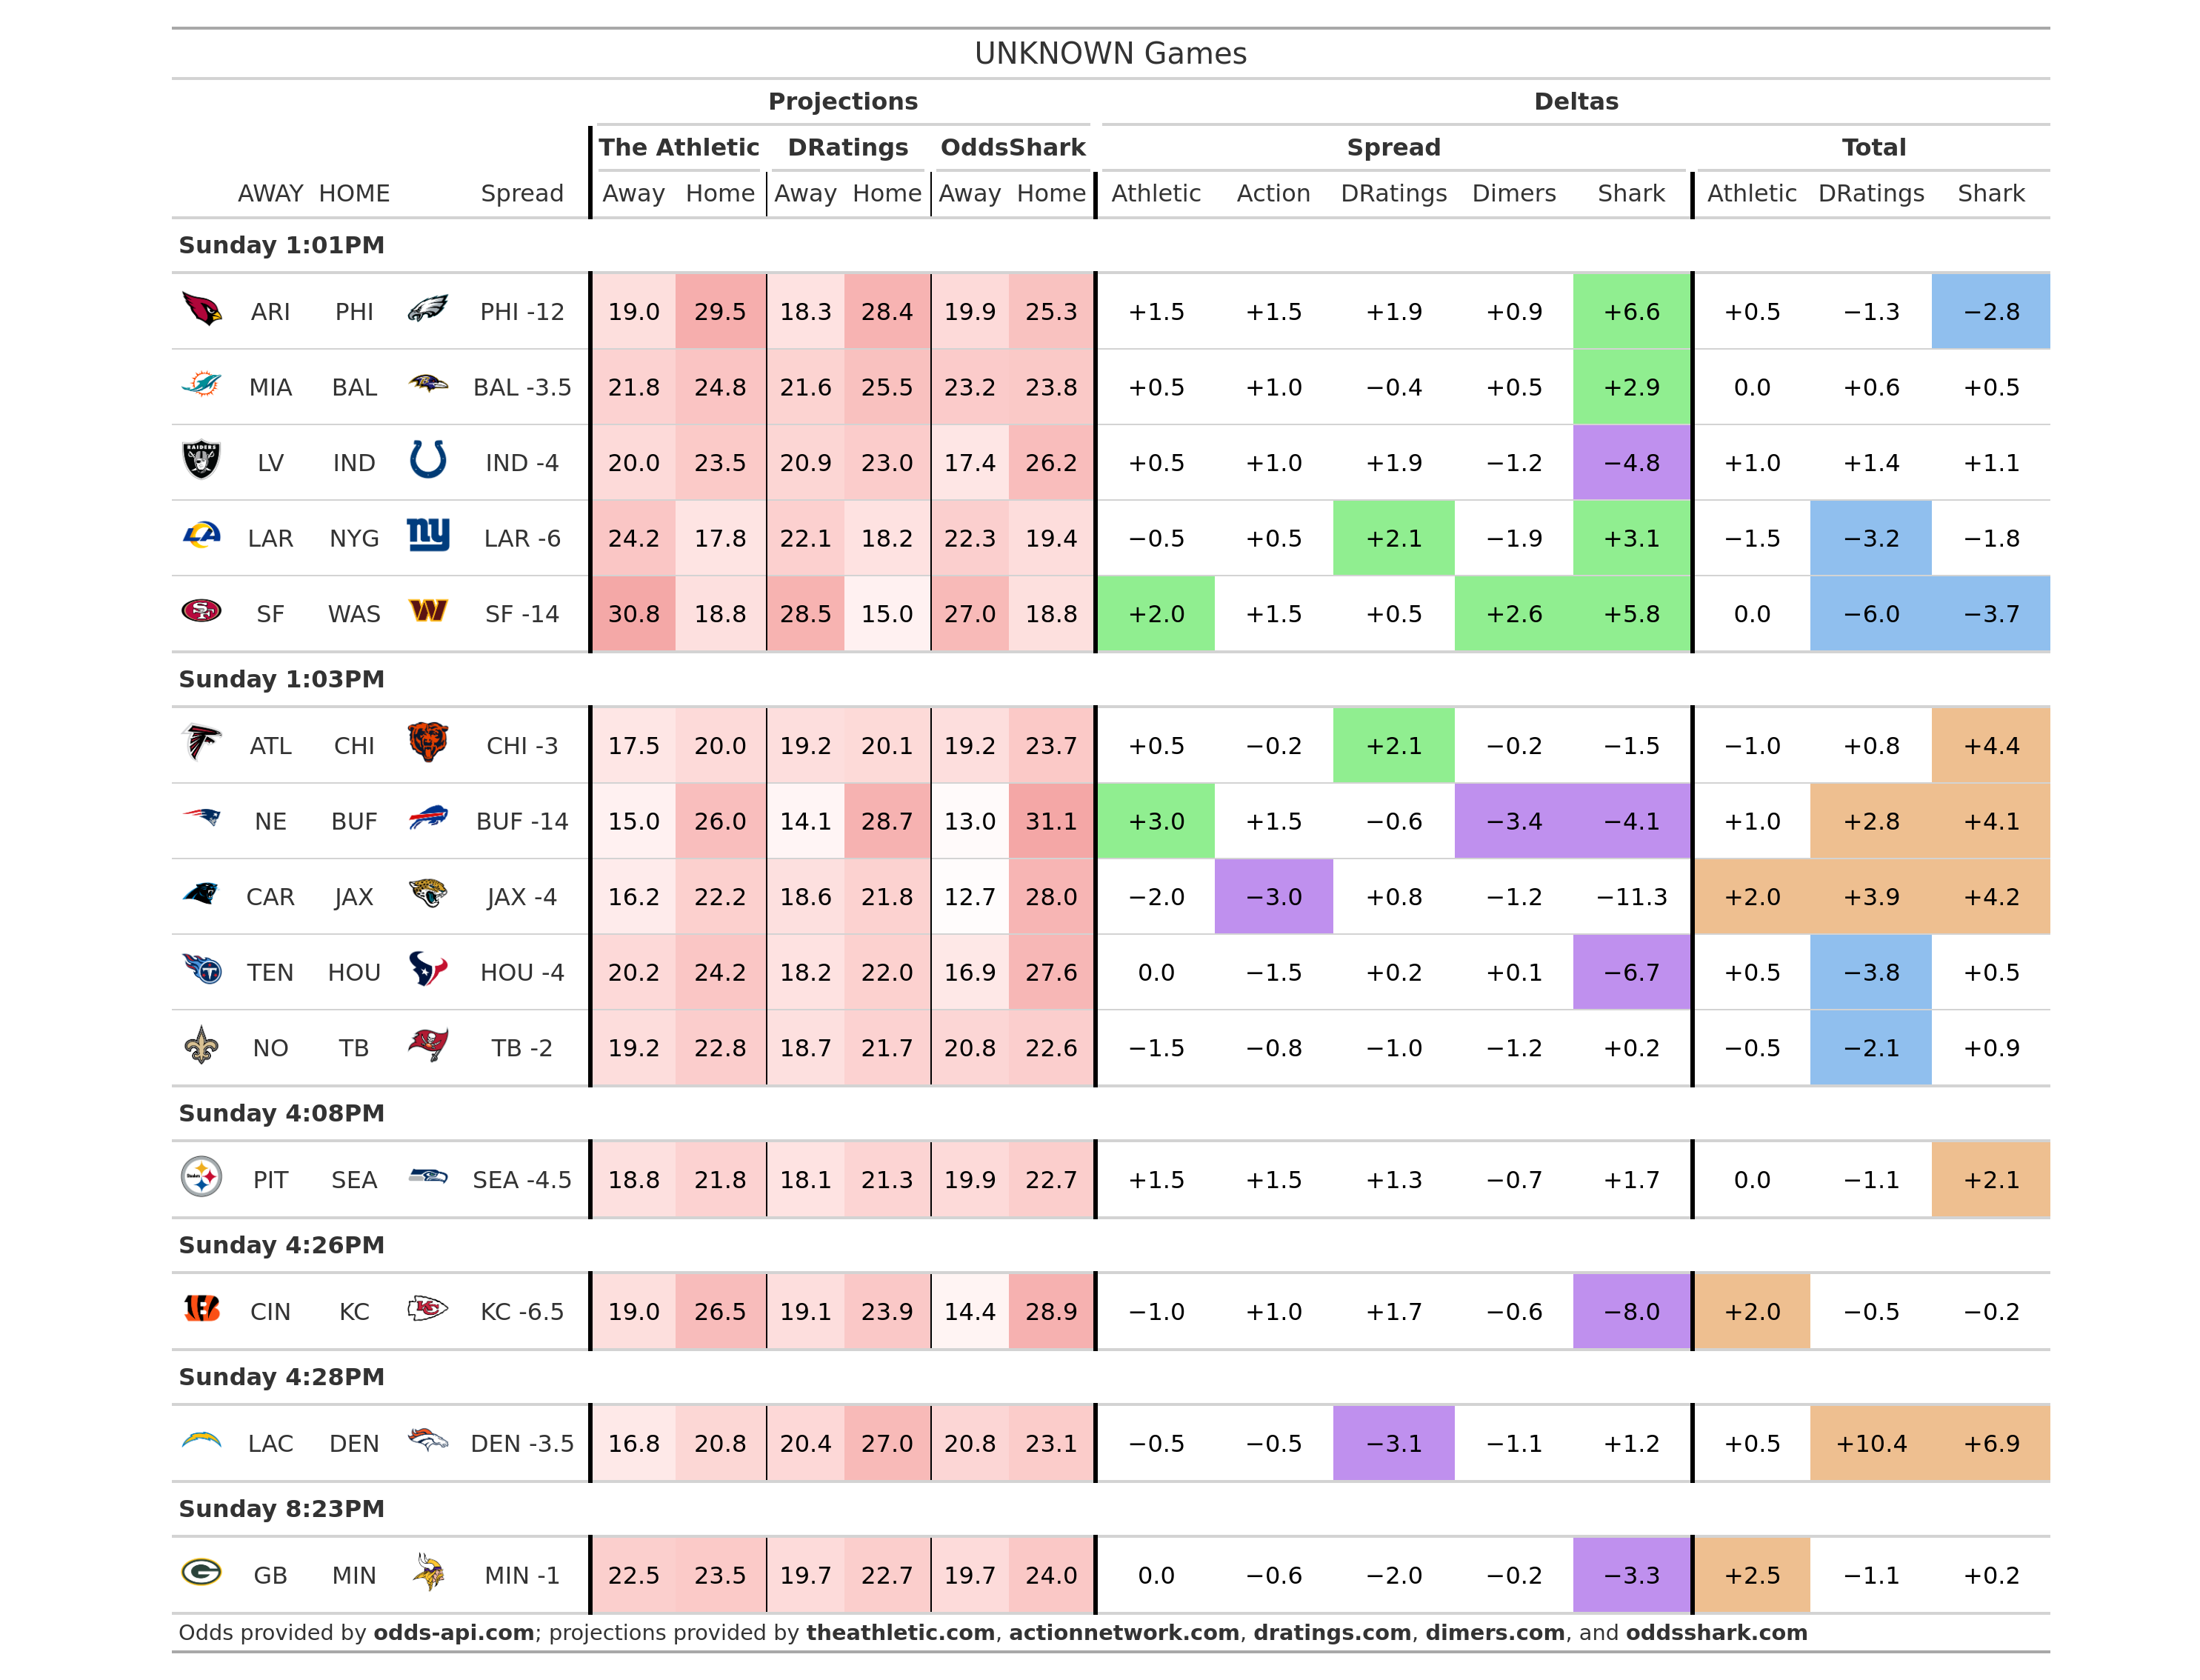 UNKNOWN Games
Projections Deltas
The Athletic DRatings OddsShark Spread Total
AWAY HOME Spread Away Home Away Home Away Home Athletic Action DRatings Dimers Shark Athletic DRatings Shark
Sunday 1:01PM
ARI PHI PHI -12 19.0 29.5 18.3 28.4 19.9 25.3 +1.5 +1.5 +1.9 +0.9 +6.6 +0.5 −1.3 −2.8
MIA BAL BAL -3.5 21.8 24.8 21.6 25.5 23.2 23.8 +0.5 +1.0 −0.4 +0.5 +2.9 0.0 +0.6 +0.5
RAIDERS LV IND IND -4 20.0 23.5 20.9 23.0 17.4 26.2 +0.5 +1.0 +1.9 −1.2 −4.8 +1.0 +1.4 +1.1
LAR NYG ny LAR -6 24.2 17.8 22.1 18.2 22.3 19.4 −0.5 +0.5 +2.1 −1.9 +3.1 −1.5 −3.2 −1.8
SF WAS W SF -14 30.8 18.8 28.5 15.0 27.0 18.8 +2.0 +1.5 +0.5 +2.6 +5.8 0.0 −6.0 −3.7
Sunday 1:03PM
ATL CHI CHI -3 17.5 20.0 19.2 20.1 19.2 23.7 +0.5 −0.2 +2.1 −0.2 −1.5 −1.0 +0.8 +4.4
NE BUF BUF -14 15.0 26.0 14.1 28.7 13.0 31.1 +3.0 +1.5 −0.6 −3.4 −4.1 +1.0 +2.8 +4.1
CAR JAX JAX -4 16.2 22.2 18.6 21.8 12.7 28.0 −2.0 −3.0 +0.8 −1.2 −11.3 +2.0 +3.9 +4.2
TEN HOU HOU -4 20.2 24.2 18.2 22.0 16.9 27.6 0.0 −1.5 +0.2 +0.1 −6.7 +0.5 −3.8 +0.5
NO TB TB -2 19.2 22.8 18.7 21.7 20.8 22.6 −1.5 −0.8 −1.0 −1.2 +0.2 −0.5 −2.1 +0.9
Sunday 4:08PM
PIT SEA SEA -4.5 18.8 21.8 18.1 21.3 19.9 22.7 +1.5 +1.5 +1.3 −0.7 +1.7 0.0 −1.1 +2.1
Sunday 4:26PM
CIN KC KC -6.5 19.0 26.5 19.1 23.9 14.4 28.9 −1.0 +1.0 +1.7 −0.6 −8.0 +2.0 −0.5 −0.2
Sunday 4:28PM
LAC DEN DEN -3.5 16.8 20.8 20.4 27.0 20.8 23.1 −0.5 −0.5 −3.1 −1.1 +1.2 +0.5 +10.4 +6.9
Sunday 8:23PM
GB MIN MIN -1 22.5 23.5 19.7 22.7 19.7 24.0 0.0 −0.6 −2.0 −0.2 −3.3 +2.5 −1.1 +0.2
Odds provided by odds-api.com; projections provided by theathletic.com, actionnetwork.com, dratings.com, dimers.com, and oddsshark.com